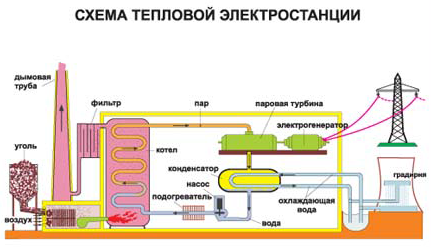 СХЕМА ТЕПЛОВОЙ ЭЛЕКТРОСТАНЦИИ
дымовая
труба
фильтр
пар
паровая турбина
электрогенератор
уголь
котел
конденсатор
насос
подогреватель
градирня
охлаждающая
вода
воздух
вода